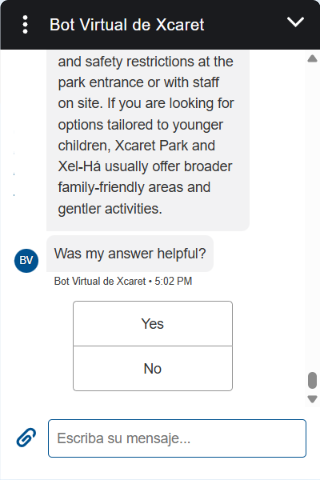 Bot Virtual de Xcaret
and safety restrictions at the
park entrance or with staff
on site. If you are looking for
options tailored to younger
children, Xcaret Park and
Xel-Há usually offer broader
family-friendly areas and
gentler activities.
Was my answer helpful?
BV
Bot Virtual de Xcaret • 5:02 PM
Yes
No
Escriba su mensaje...